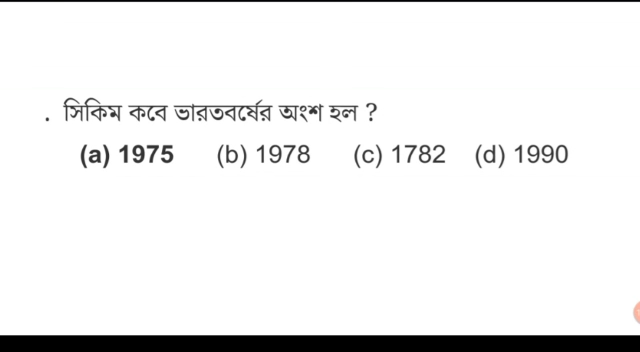 . সিকিম কবে ভারতবর্ষের অংশ হল ?
(a) 1975 (b) 1978 (c) 1782 (d) 1990